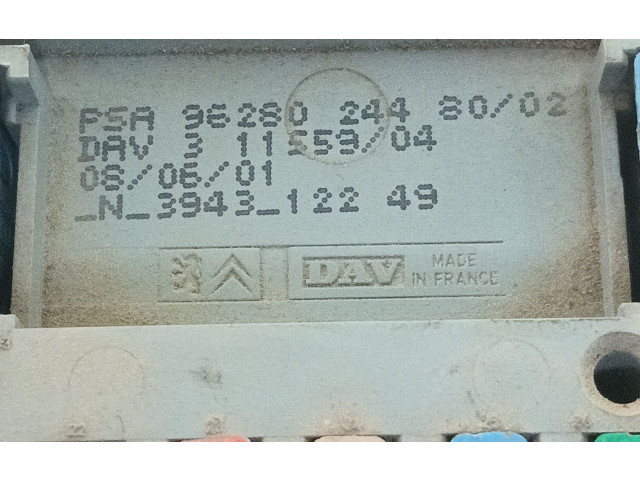 PSA 96280 244 80/02
DAV 3 11559/04
08/06/01
_N_3943_122 49
DAV MADE
IN FRANCE